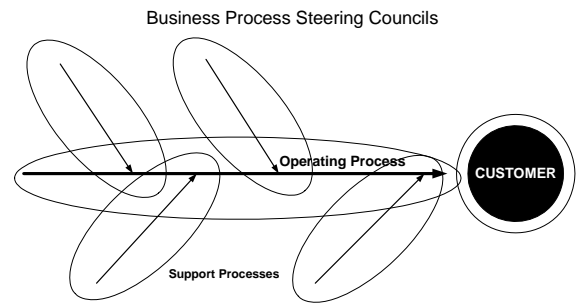 Business Process Steering Councils
Operating Process
CUSTOMER
Support Processes